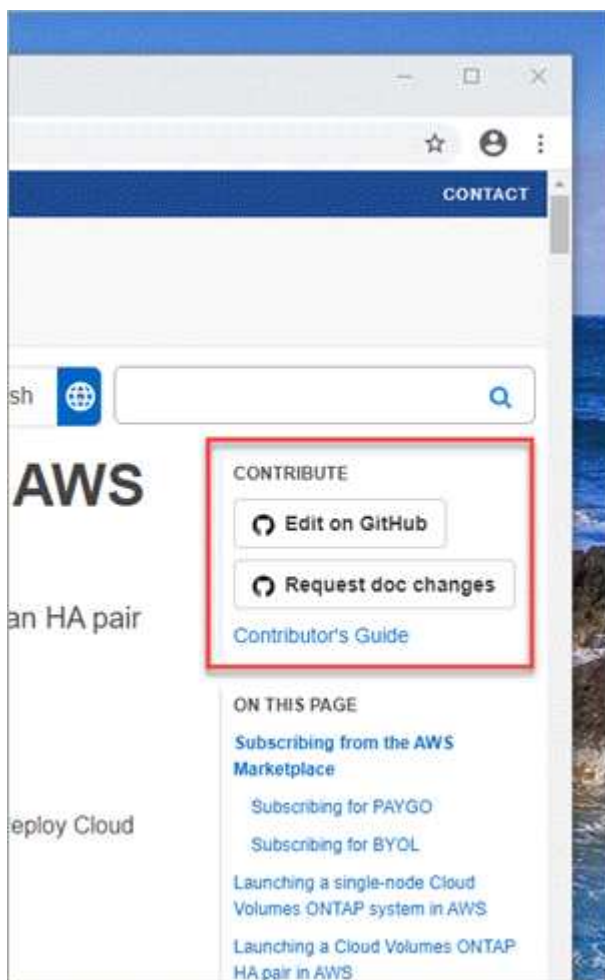 CONTACT
sh
AWS
an HA pair
eploy Cloud
CONTRIBUTE
Edit on GitHub
Request doc changes
Contributor's Guide
ON THIS PAGE
Subscribing from the AWS
Marketplace
Subscribing for PAYGO
Subscribing for BYOL
Launching a single-node Cloud
Volumes ONTAP system in AWS
Launching a Cloud Volumes ONTAP
HA pair in AWS